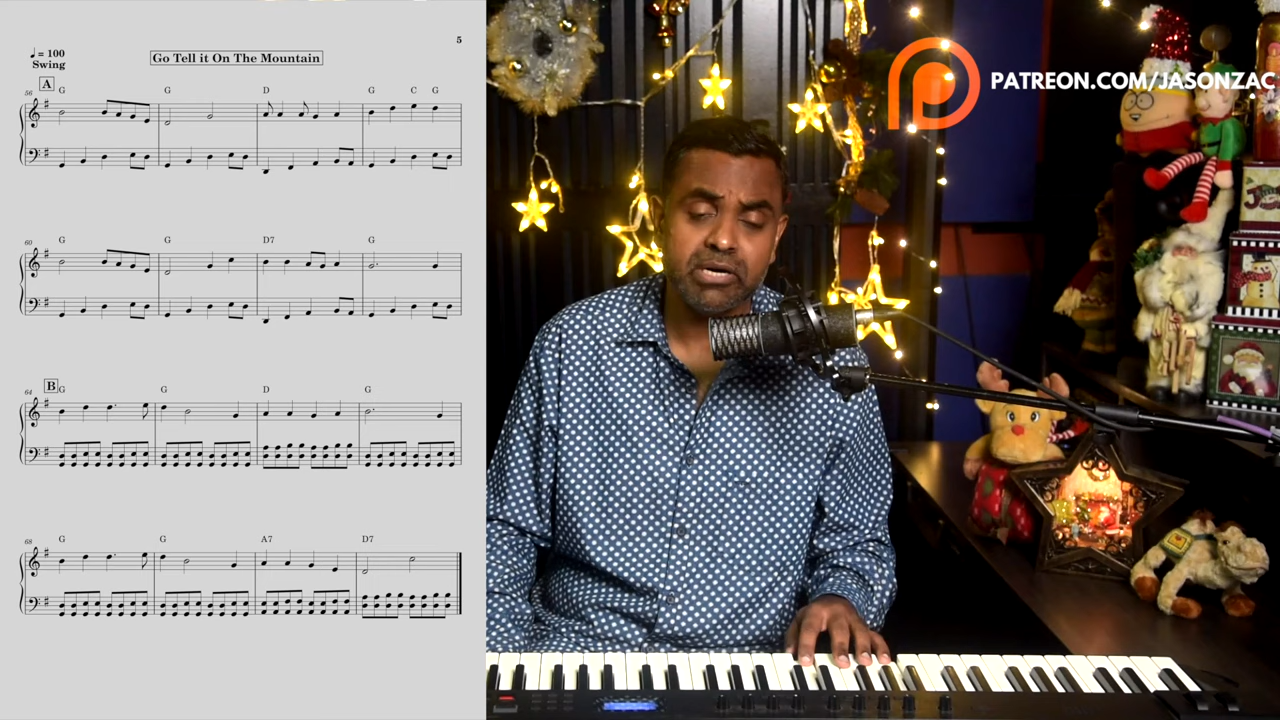 5
♩ = 100
Swing
Go Tell it On The Mountain
A
56
G G D G C G
60
G G D7 G
B
64
G G D G
68
G G A7 D7
PATREON.COM/JASONZAC